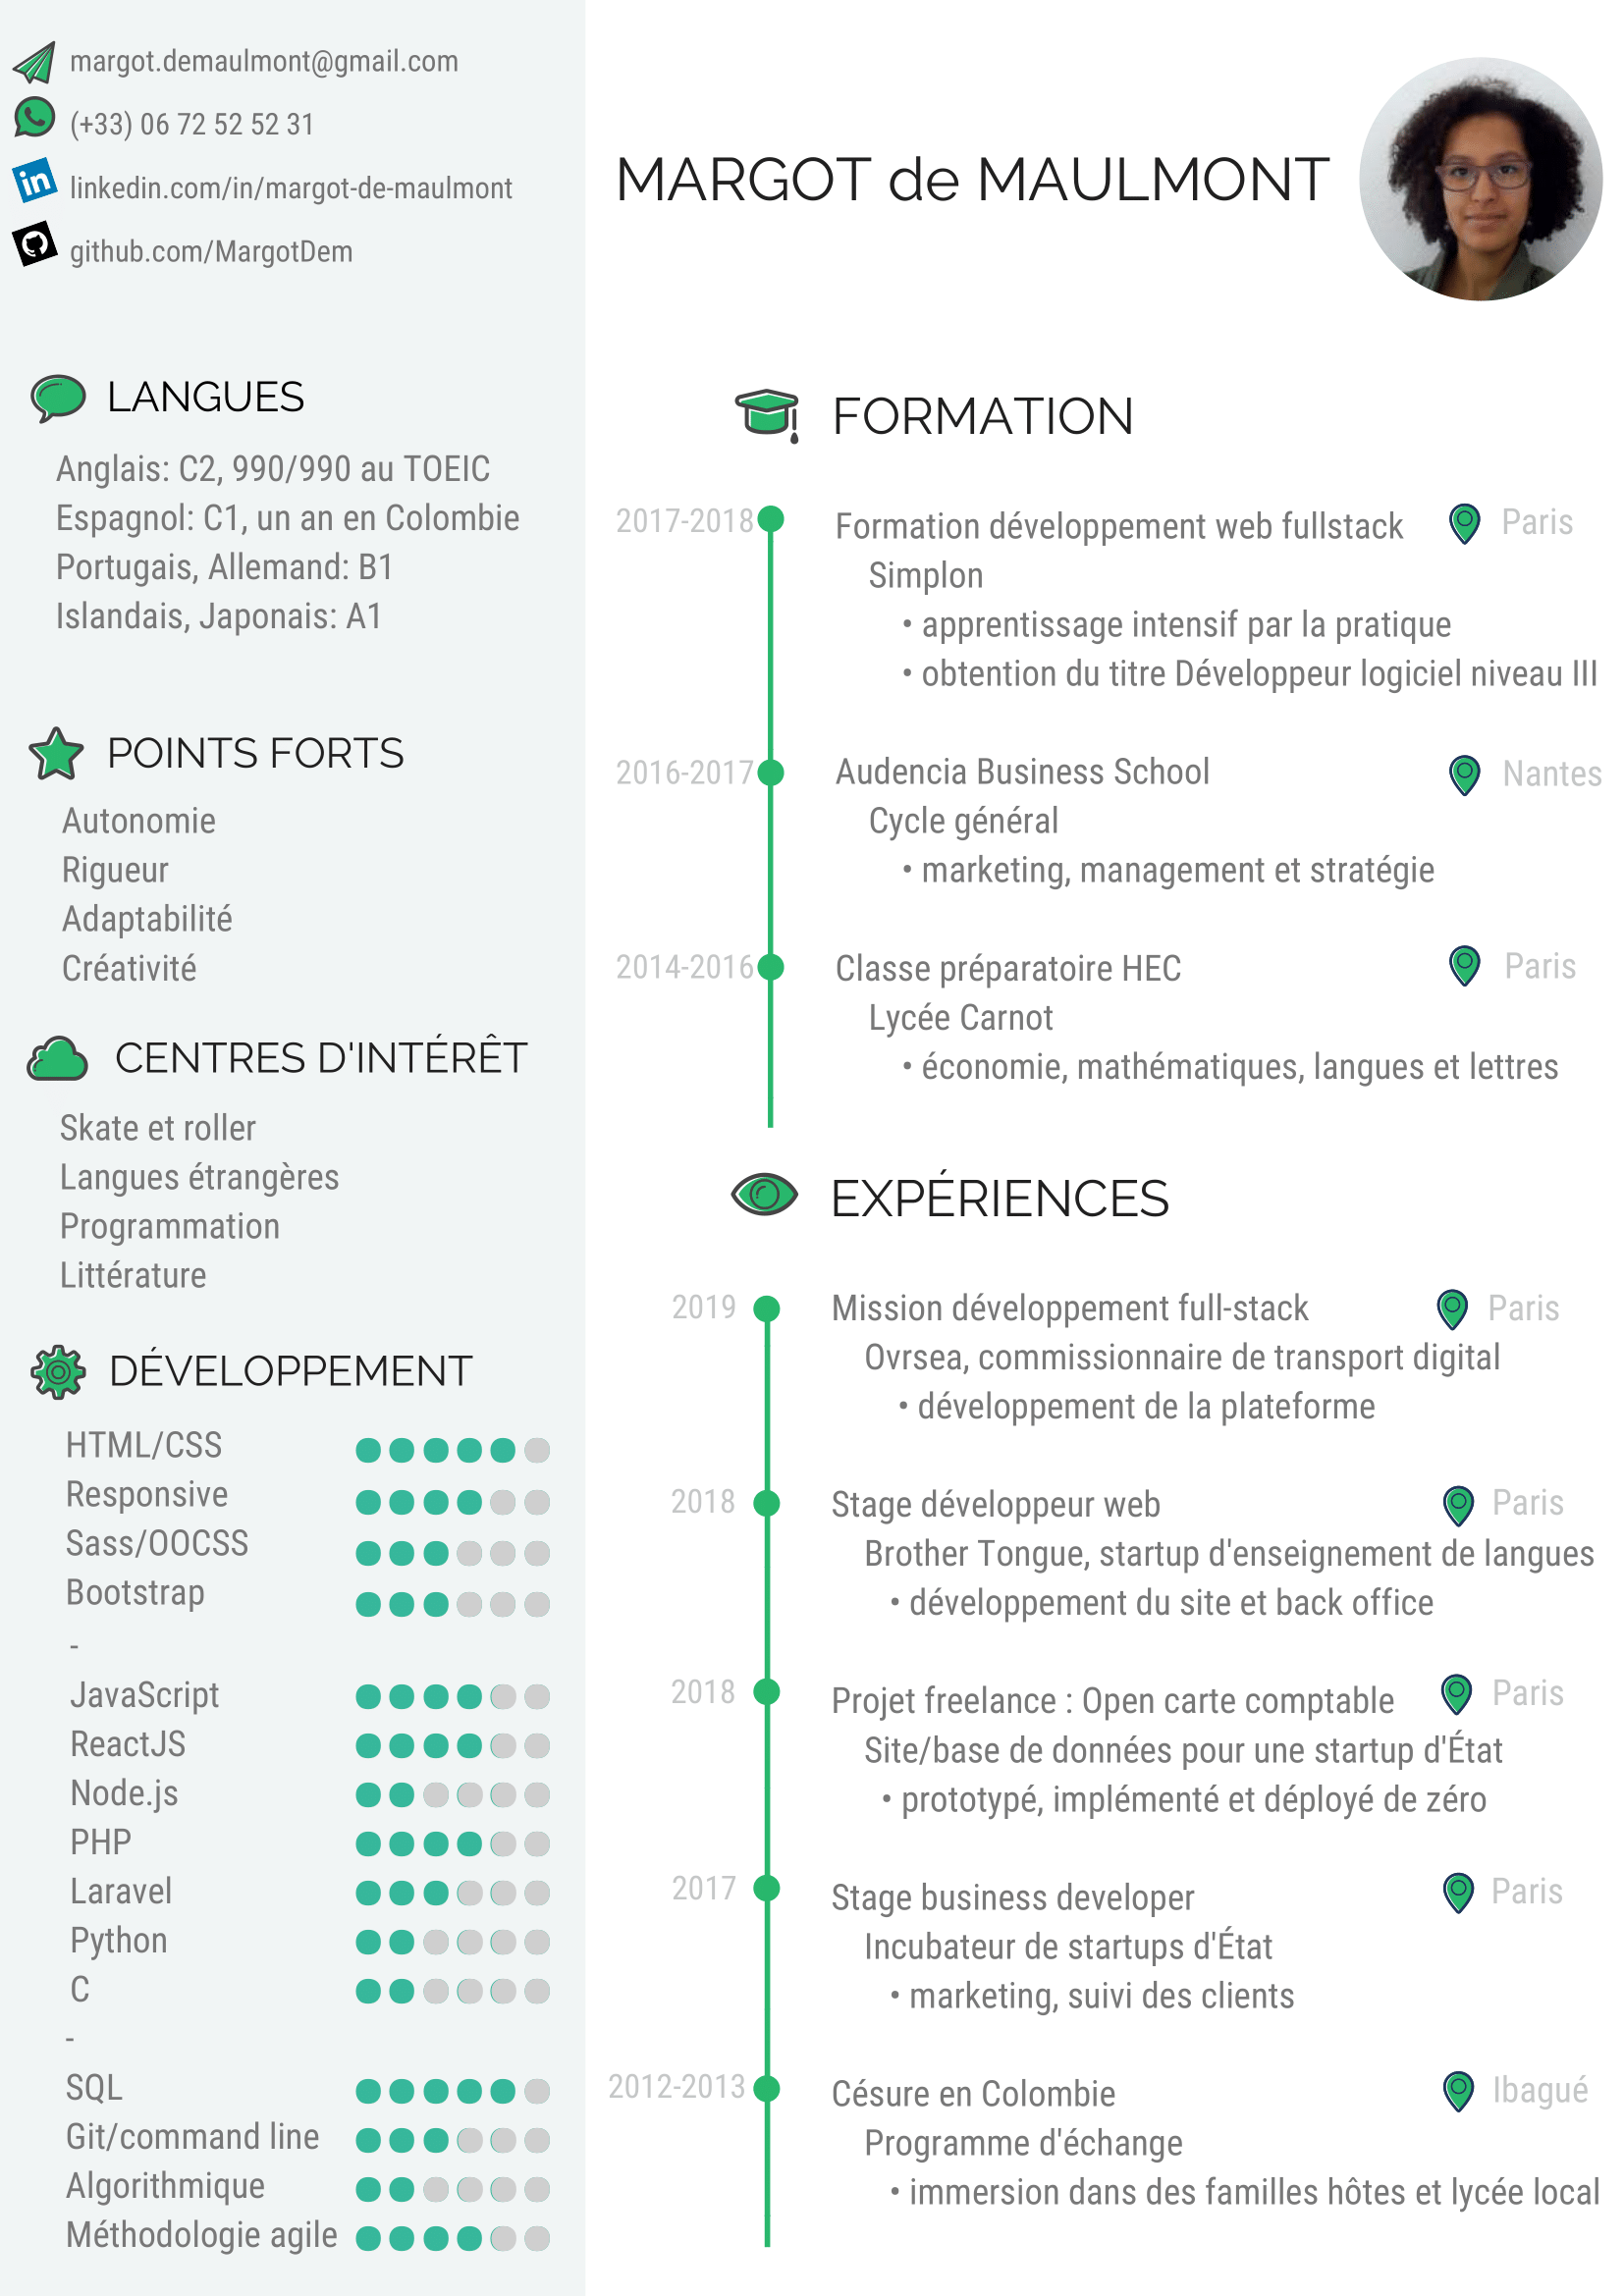 margot.demaulmont@gmail.com
(+33) 06 72 52 52 31
linkedin.com/in/margot-de-maulmont
github.com/MargotDem
LANGUES
Anglais: C2, 990/990 au TOEIC
Espagnol: C1, un an en Colombie
Portugais, Allemand: B1
Islandais, Japonais: A1
POINTS FORTS
Autonomie
Rigueur
Adaptabilité
Créativité
CENTRES D'INTÉRÊT
Skate et roller
Langues étrangères
Programmation
Littérature
DÉVELOPPEMENT
HTML/CSS
Responsive
Sass/OOCSS
Bootstrap
-
JavaScript
ReactJS
Node.js
PHP
Laravel
Python
C
-
SQL
Git/command line
Algorithmique
Méthodologie agile
MARGOT de MAULMONT
FORMATION
2017-2018 Formation développement web fullstack Paris
Simplon
• apprentissage intensif par la pratique
• obtention du titre Développeur logiciel niveau III
2016-2017 Audencia Business School Nantes
Cycle général
• marketing, management et stratégie
2014-2016 Classe préparatoire HEC Paris
Lycée Carnot
• économie, mathématiques, langues et lettres
EXPÉRIENCES
2019 Mission développement full-stack Paris
Ovrsea, commissionnaire de transport digital
• développement de la plateforme
2018 Stage développeur web Paris
Brother Tongue, startup d'enseignement de langues
• développement du site et back office
2018 Projet freelance : Open carte comptable Paris
Site/base de données pour une startup d'État
• prototypé, implémenté et déployé de zéro
2017 Stage business developer Paris
Incubateur de startups d'État
• marketing, suivi des clients
2012-2013 Césure en Colombie Ibagué
Programme d'échange
• immersion dans des familles hôtes et lycée local